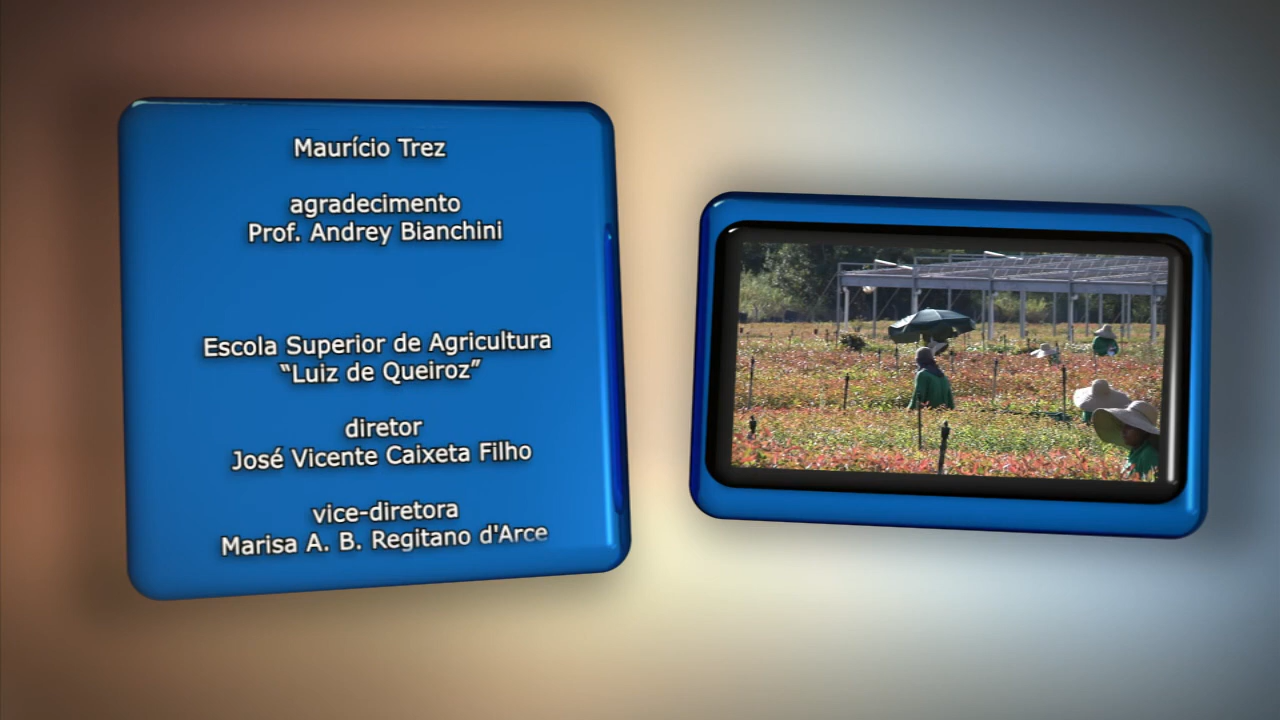 Maurício Trez
agradecimento
Prof. Andrey Bianchini
Escola Superior de Agricultura
“Luiz de Queiroz”
diretor
José Vicente Caixeta Filho
vice-diretora
Marisa A. B. Regitano d'Arce